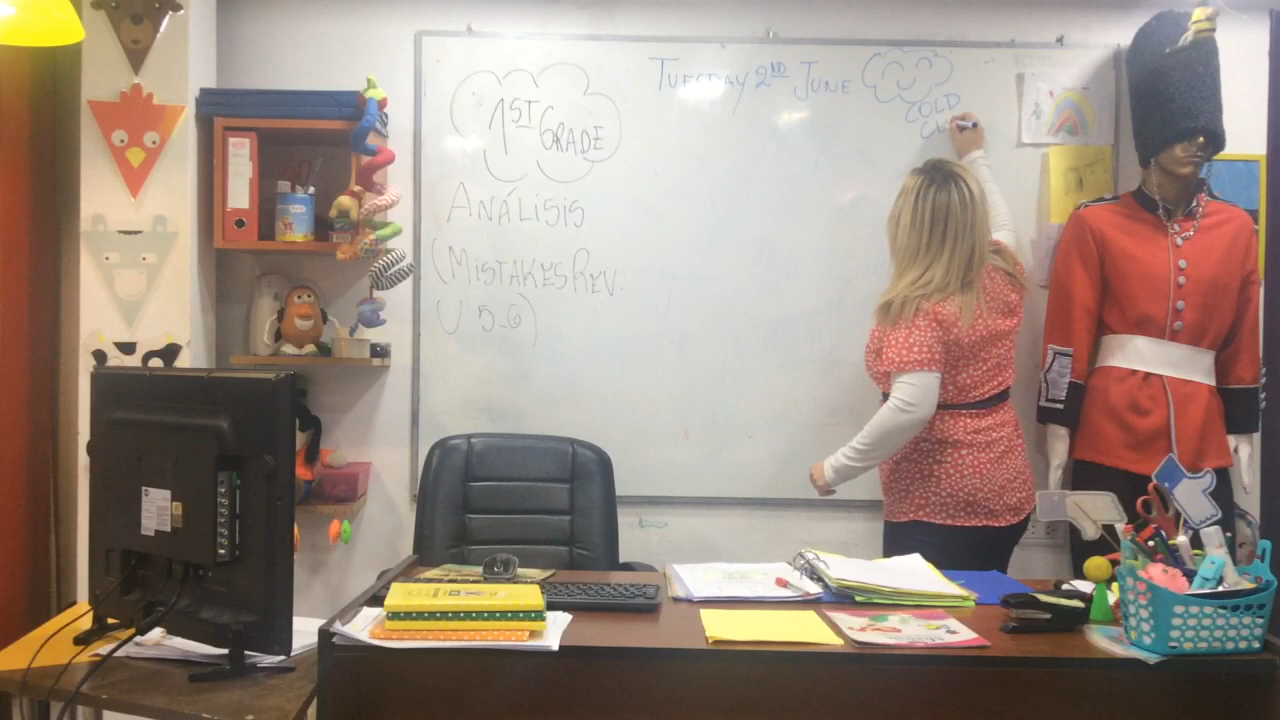 1ST GRADE
ANÁLISIS
(MISTAKES REV.
U 5-6)
TUESDAY 2ND JUNE
COLD